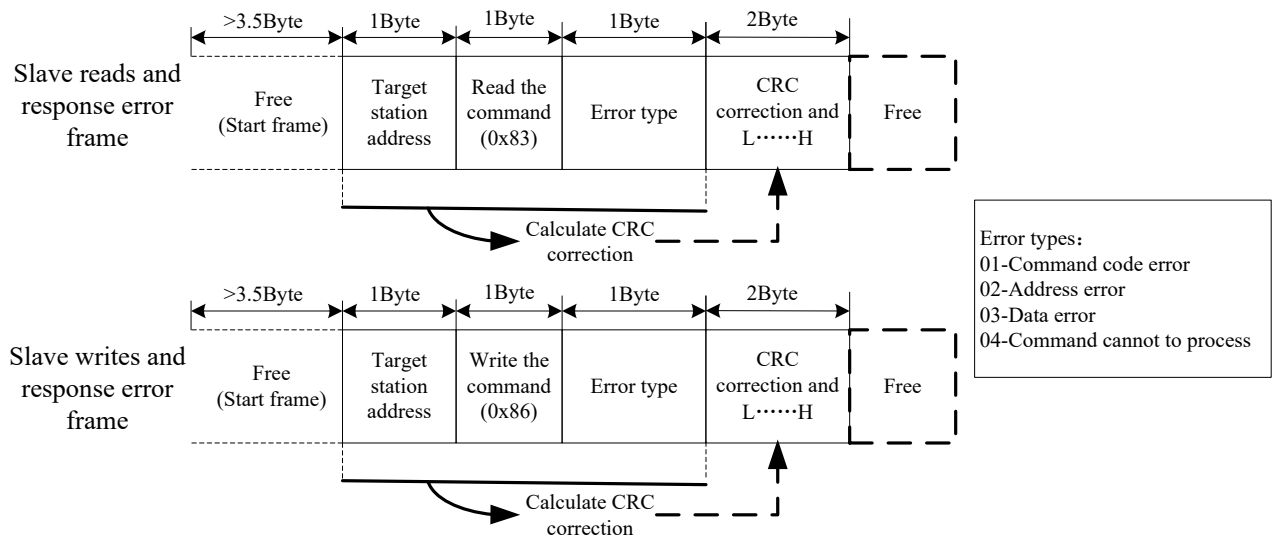 >3.5Byte 1Byte 1Byte 1Byte 2Byte
Slave reads and
response error
frame
Free
(Start frame)
Target
station
address
Read the
command
(0x83)
Error type
CRC
correction and
L⋯⋯H
Free
Calculate CRC
correction
Error types：
01-Command code error
02-Address error
03-Data error
04-Command cannot to process
>3.5Byte 1Byte 1Byte 1Byte 2Byte
Slave writes and
response error
frame
Free
(Start frame)
Target
station
address
Write the
command
(0x86)
Error type
CRC
correction and
L⋯⋯H
Free
Calculate CRC
correction